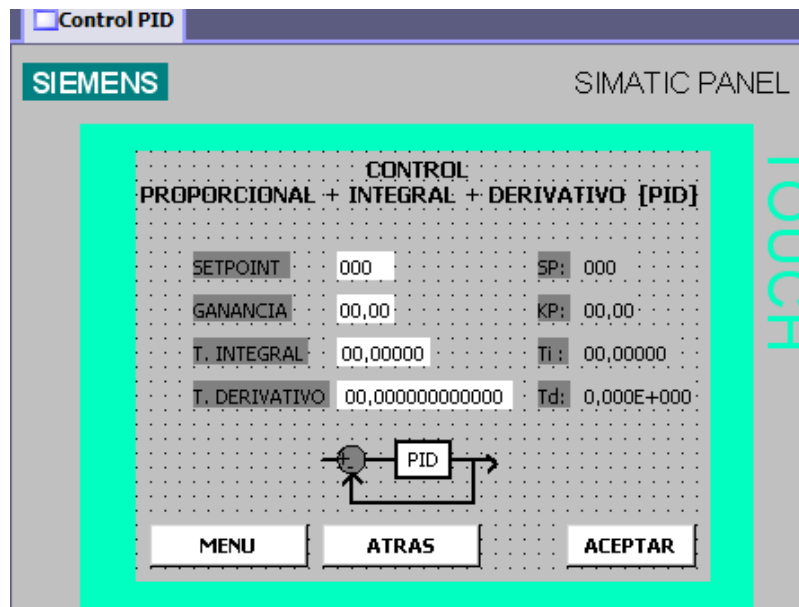 Control PID
SIEMENS
SIMATIC PANEL
TOUCH
CONTROL
PROPORCIONAL + INTEGRAL + DERIVATIVO [PID]
SETPOINT 000 SP: 000
GANANCIA 00,00 KP: 00,00
T. INTEGRAL 00,00000 Ti: 00,00000
T. DERIVATIVO 00,000000000000 Td: 0,000E+000
+ - PID
MENU ATRAS ACEPTAR